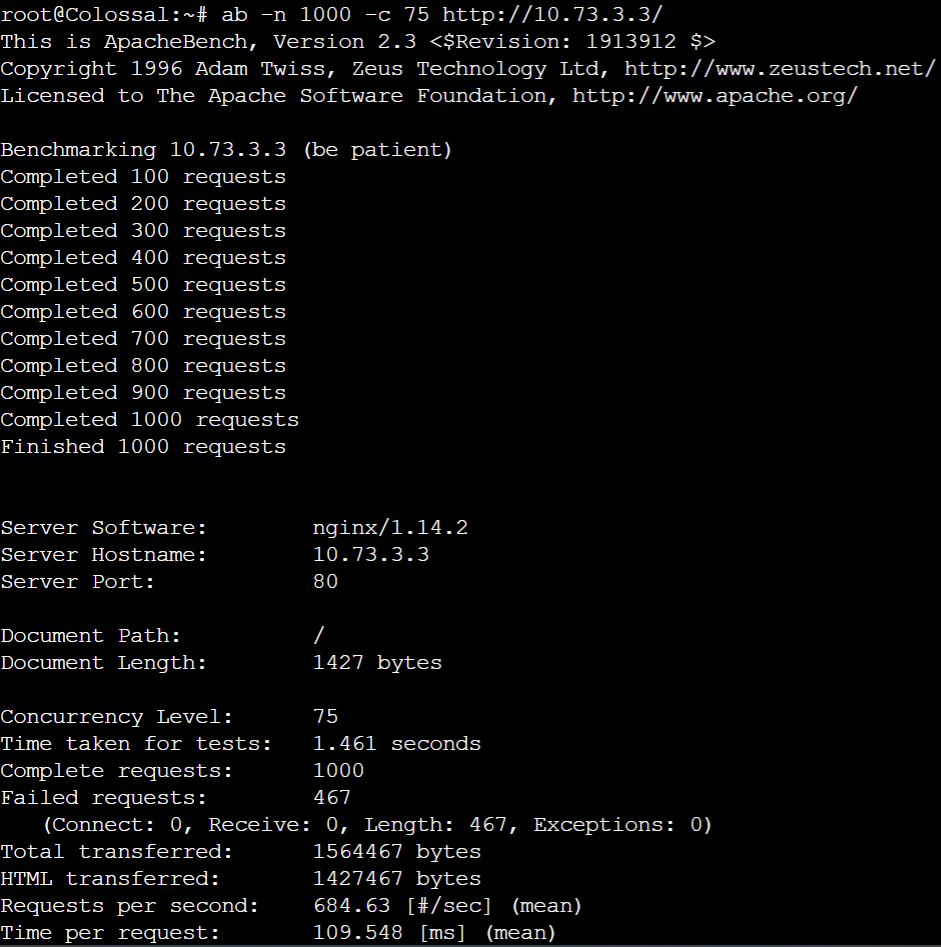 root@Colossal:~# ab -n 1000 -c 75 http://10.73.3.3/
This is ApacheBench, Version 2.3 <$Revision: 1913912 $>
Copyright 1996 Adam Twiss, Zeus Technology Ltd, http://www.zeustech.net/
Licensed to The Apache Software Foundation, http://www.apache.org/

Benchmarking 10.73.3.3 (be patient)
Completed 100 requests
Completed 200 requests
Completed 300 requests
Completed 400 requests
Completed 500 requests
Completed 600 requests
Completed 700 requests
Completed 800 requests
Completed 900 requests
Completed 1000 requests
Finished 1000 requests

Server Software:        nginx/1.14.2
Server Hostname:        10.73.3.3
Server Port:            80

Document Path:          /
Document Length:        1427 bytes

Concurrency Level:      75
Time taken for tests:   1.461 seconds
Complete requests:      1000
Failed requests:        467
   (Connect: 0, Receive: 0, Length: 467, Exceptions: 0)
Total transferred:      1564467 bytes
HTML transferred:       1427467 bytes
Requests per second:    684.63 [#/sec] (mean)
Time per request:       109.548 [ms] (mean)